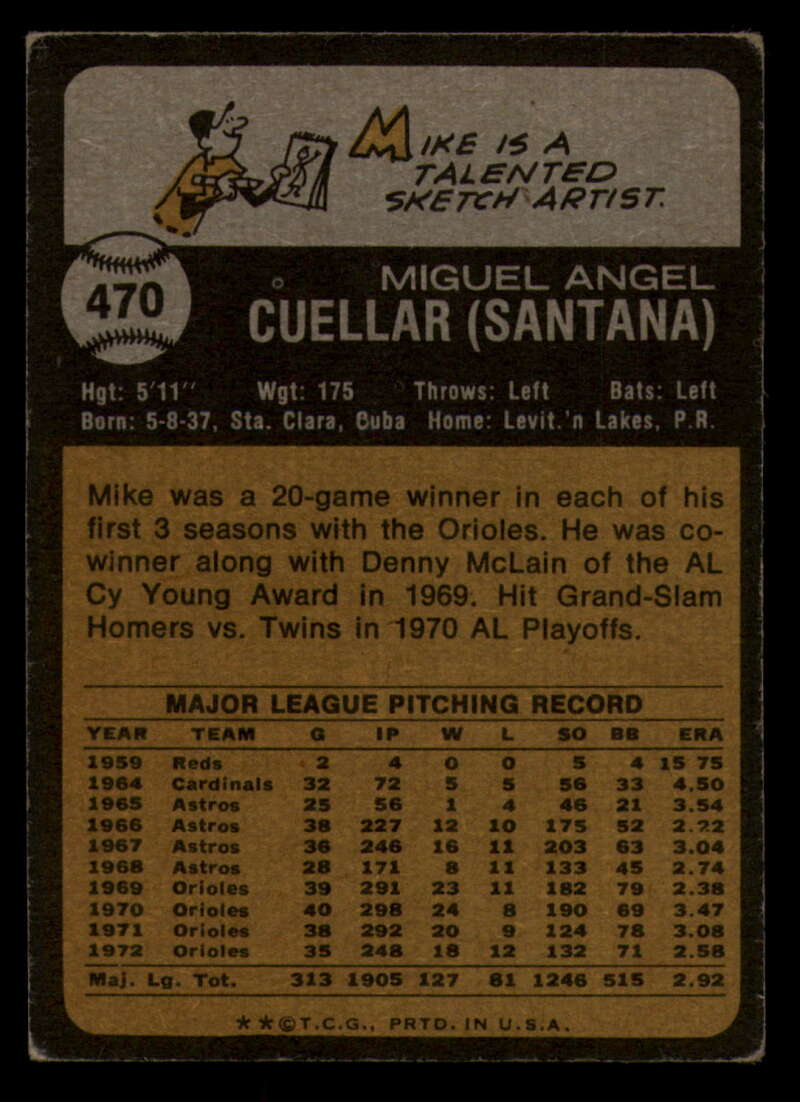 MIKE IS A
TALENTED
SKETCH ARTIST.
470
MIGUEL ANGEL
CUELLAR (SANTANA)
Hgt: 5'11" Wgt: 175 Throws: Left Bats: Left
Born: 5-8-37, Sta. Clara, Cuba Home: Levit.'n Lakes, P.R.
Mike was a 20-game winner in each of his
first 3 seasons with the Orioles. He was co-
winner along with Denny McLain of the AL
Cy Young Award in 1969. Hit Grand-Slam
Homers vs. Twins in 1970 AL Playoffs.
MAJOR LEAGUE PITCHING RECORD
YEAR TEAM G IP W L SO BB ERA
1959 Reds 2 4 0 0 5 4 15 75
1964 Cardinals 32 72 5 5 56 33 4.50
1965 Astros 25 56 1 4 46 21 3.54
1966 Astros 38 227 12 10 175 52 2.22
1967 Astros 36 246 16 11 203 63 3.04
1968 Astros 28 171 8 11 133 45 2.74
1969 Orioles 39 291 23 11 182 79 2.38
1970 Orioles 40 298 24 8 190 69 3.47
1971 Orioles 38 292 20 9 124 78 3.08
1972 Orioles 35 248 18 12 132 71 2.58
Maj. Lg. Tot. 313 1905 127 81 1246 515 2.92
**©T.C.G., PRTD. IN U.S.A.